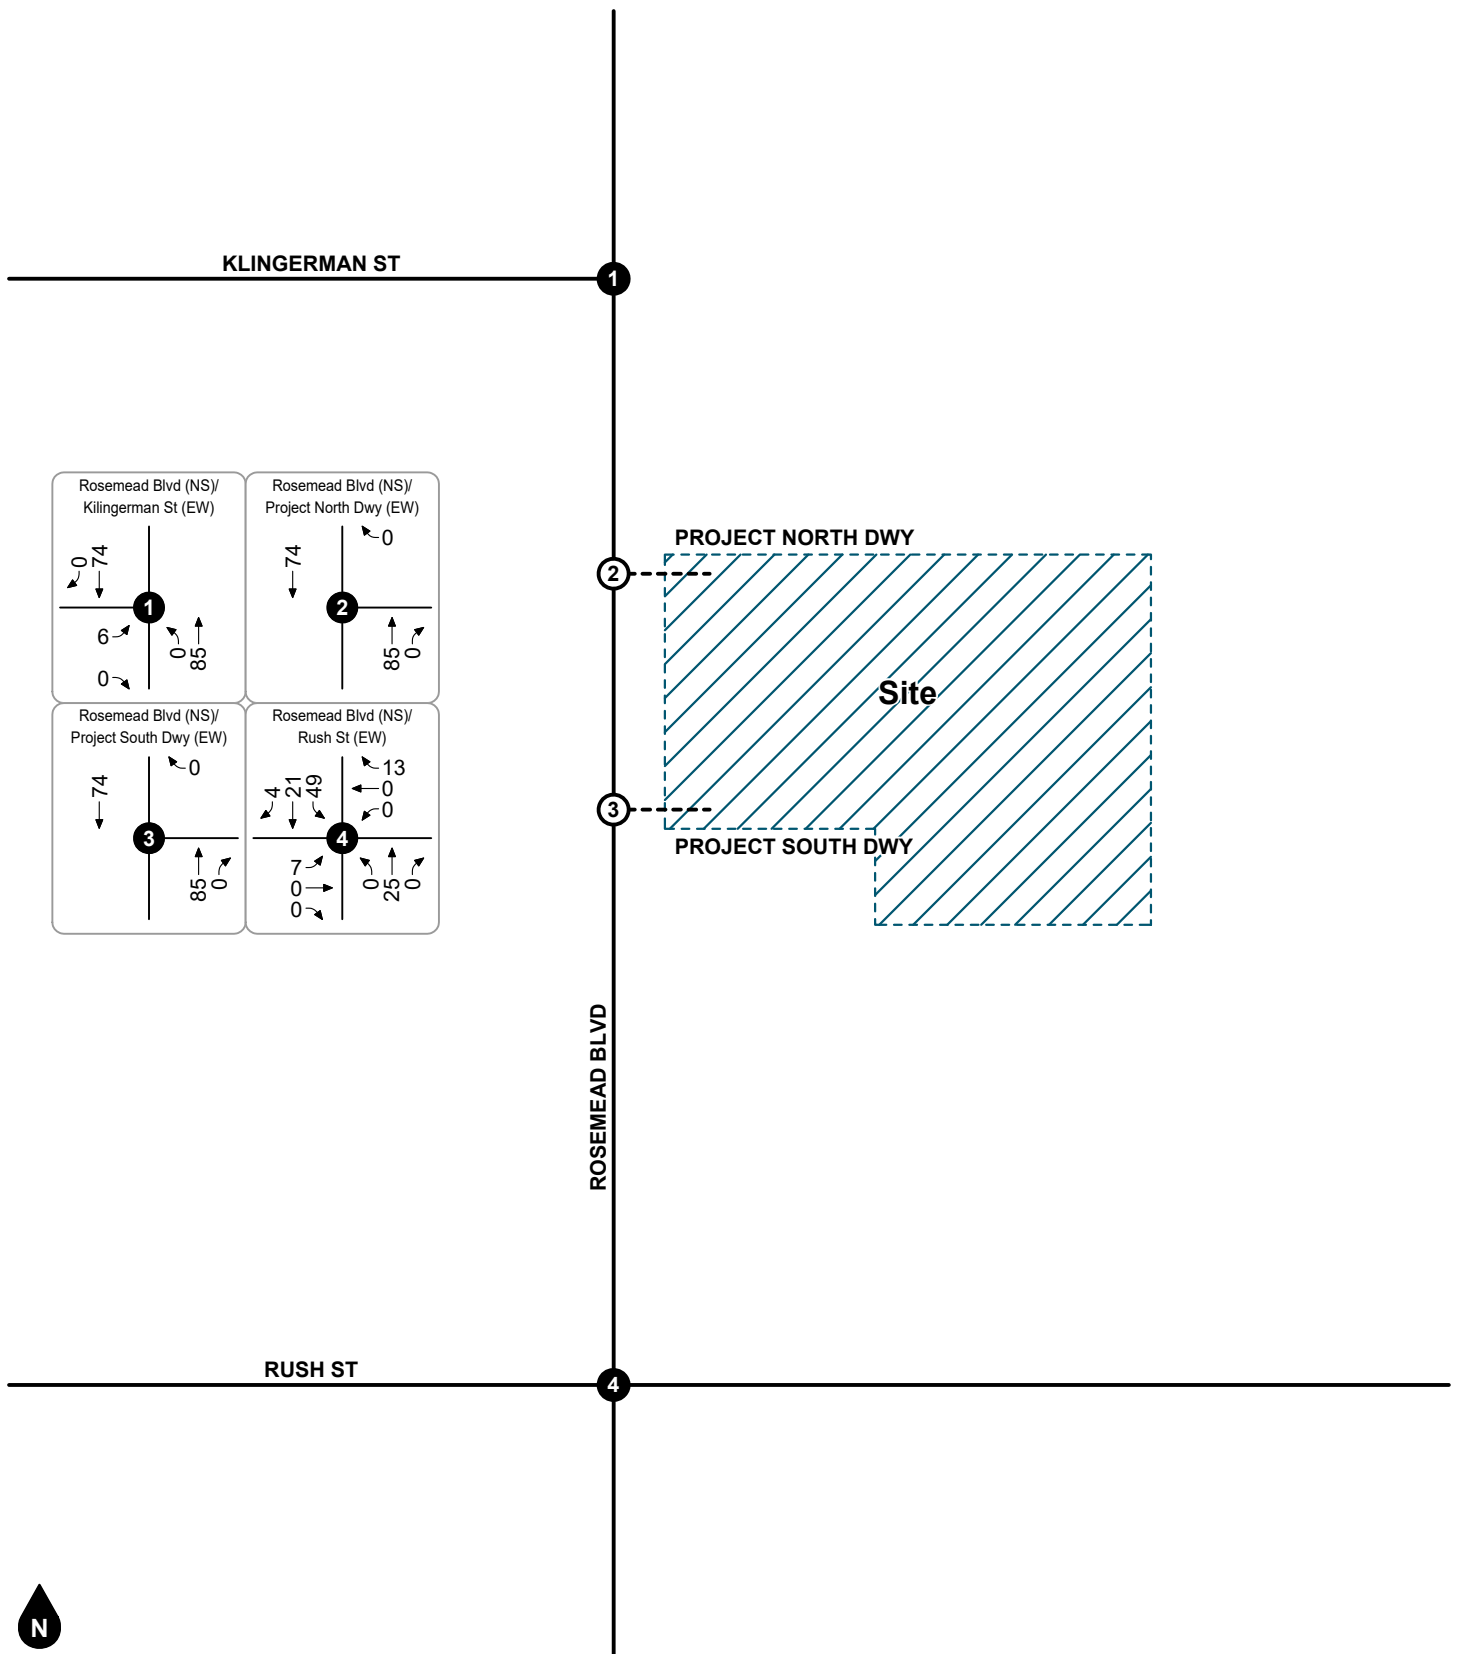 KLINGERMAN ST
1
Rosemead Blvd (NS)/
Kilingerman St (EW)
0
74
1
6
0
0
85
Rosemead Blvd (NS)/
Project North Dwy (EW)
0
74
2
85
0
Rosemead Blvd (NS)/
Project South Dwy (EW)
0
74
3
85
0
Rosemead Blvd (NS)/
Rush St (EW)
4
21
49
13
0
0
4
7
0
0
0
25
0
PROJECT NORTH DWY
2
Site
3
PROJECT SOUTH DWY
ROSEMEAD BLVD
RUSH ST
4
N